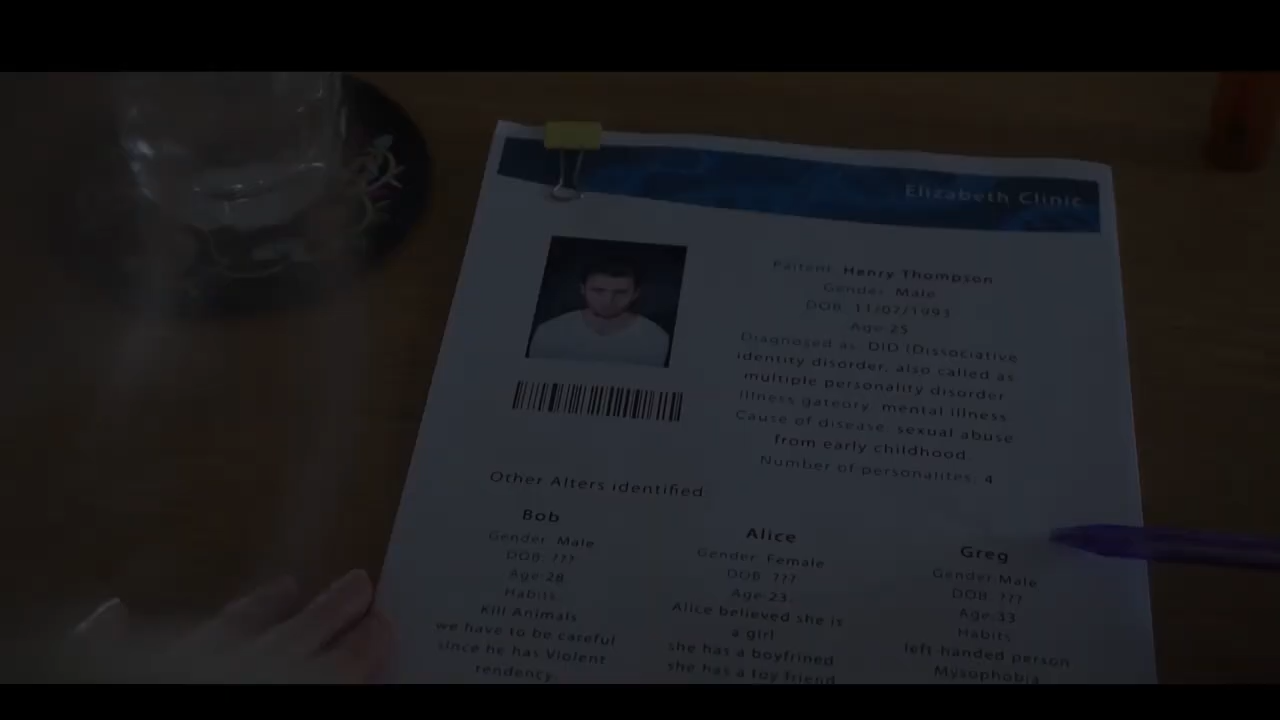 Elizabeth Clinic
Paitent: Henry Thompson
Gender: Male
DOB: 11/07/1993
Age:25
Diagnosed as: DID (Dissociative
identity disorder, also called as
multiple personality disorder
Illness gateory: mental illness
Cause of disease: sexual abuse
from early childhood.
Number of personalites: 4
Other Alters identified:
Bob
Gender: Male
DOB: ???
Age:28
Habits:
Kill Animals
we have to be careful
since he has Violent
tendency.
Alice
Gender: Female
DOB: ???
Age:23.
Alice believed she is
a girl
she has a boyfrined
she has a toy friend
Greg
Gender:Male
DOB: ???
Age:33
Habits:
left-handed person
Mysophobia